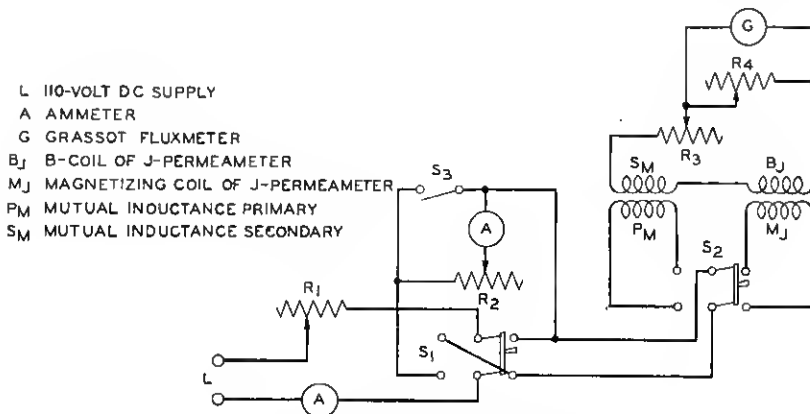 G
R4
R3
L 110-VOLT DC SUPPLY
A AMMETER
G GRASSOT FLUXMETER
BJ B-COIL OF J-PERMEAMETER
MJ MAGNETIZING COIL OF J-PERMEAMETER
PM MUTUAL INDUCTANCE PRIMARY
SM MUTUAL INDUCTANCE SECONDARY
S3
SM
BJ
A
PM
MJ
S2
R1
R2
S1
L
A